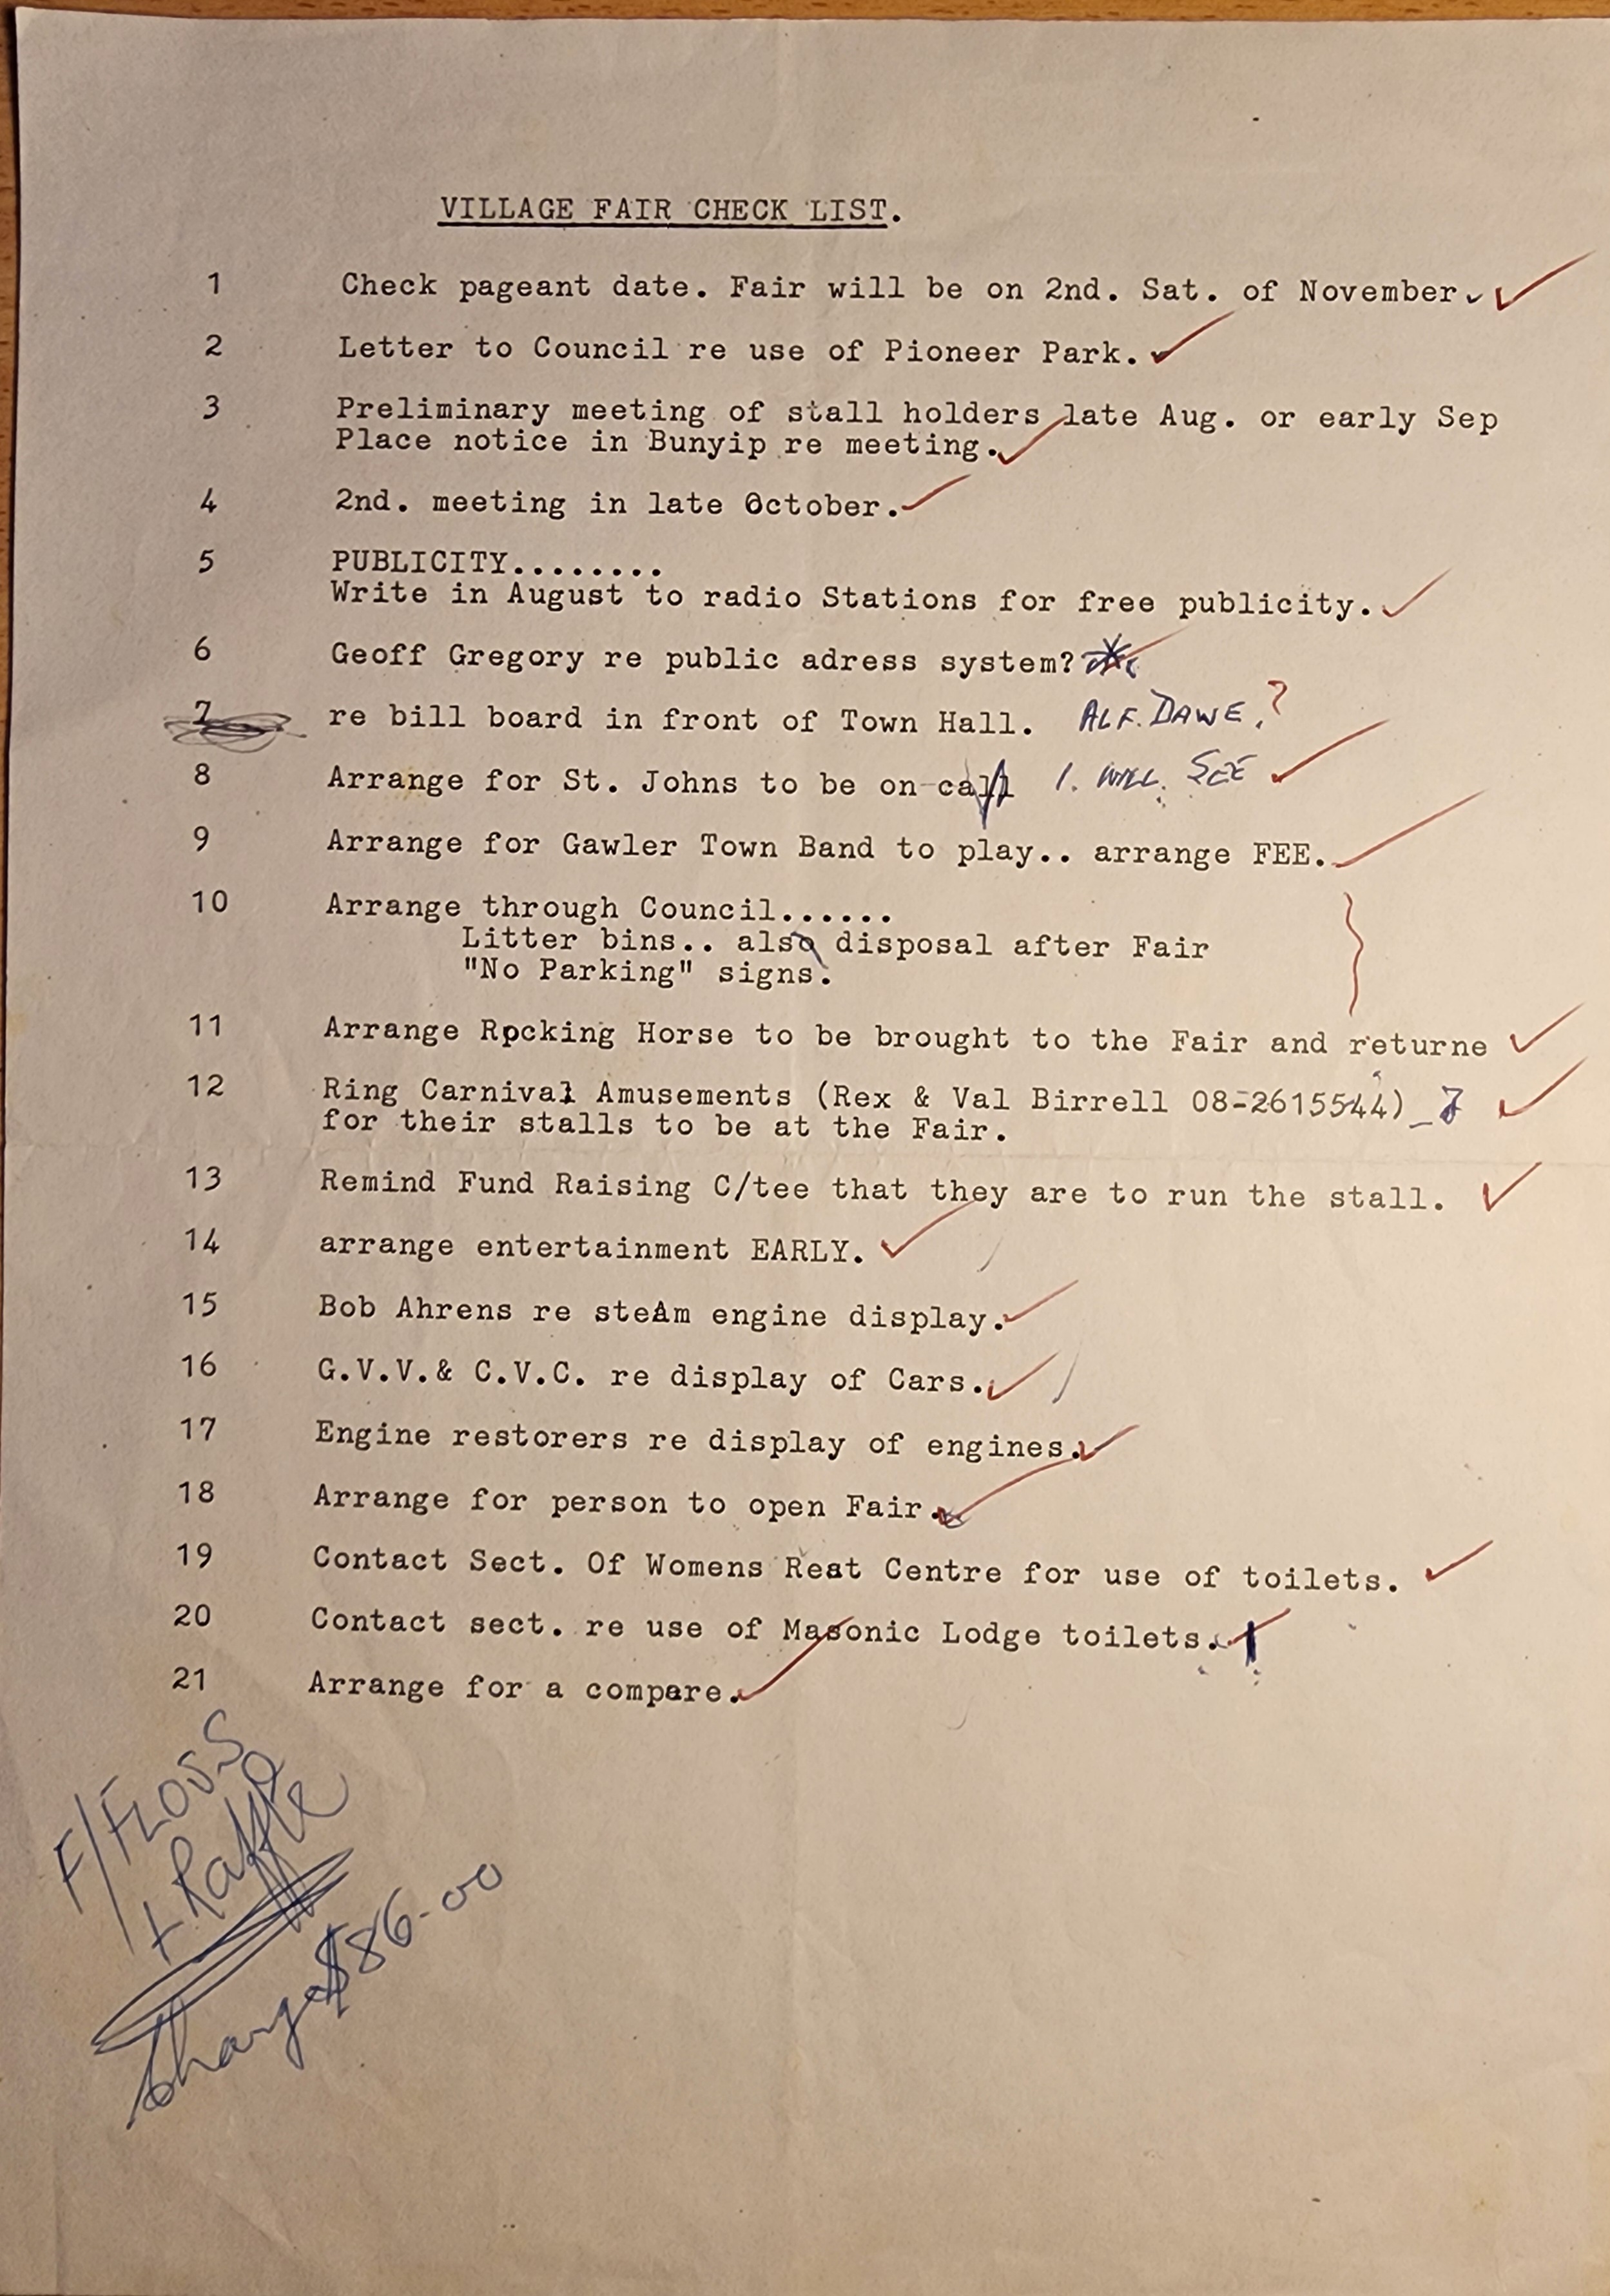 VILLAGE FAIR CHECK LIST.
1 Check pageant date. Fair will be on 2nd. Sat. of November.
2 Letter to Council re use of Pioneer Park.
3 Preliminary meeting of stall holders late Aug. or early Sep
Place notice in Bunyip re meeting.
4 2nd. meeting in late October.
5 PUBLICITY........
Write in August to radio Stations for free publicity.
6 Geoff Gregory re public adress system?
7 re bill board in front of Town Hall. ALF. DAWE.?
8 Arrange for St. Johns to be on call 1. WILL. SEE
9 Arrange for Gawler Town Band to play.. arrange FEE.
10 Arrange through Council......
Litter bins.. also disposal after Fair
"No Parking" signs.
11 Arrange Rocking Horse to be brought to the Fair and returne
12 Ring Carnival Amusements (Rex & Val Birrell 08-2615544)
for their stalls to be at the Fair.
13 Remind Fund Raising C/tee that they are to run the stall.
14 arrange entertainment EARLY.
15 Bob Ahrens re steAm engine display.
16 G.V.V.& C.V.C. re display of Cars.
17 Engine restorers re display of engines.
18 Arrange for person to open Fair.
19 Contact Sect. Of Womens Rest Centre for use of toilets.
20 Contact sect. re use of Masonic Lodge toilets.
21 Arrange for a compare.
F/FLOSS
+ Raffle
$86-00